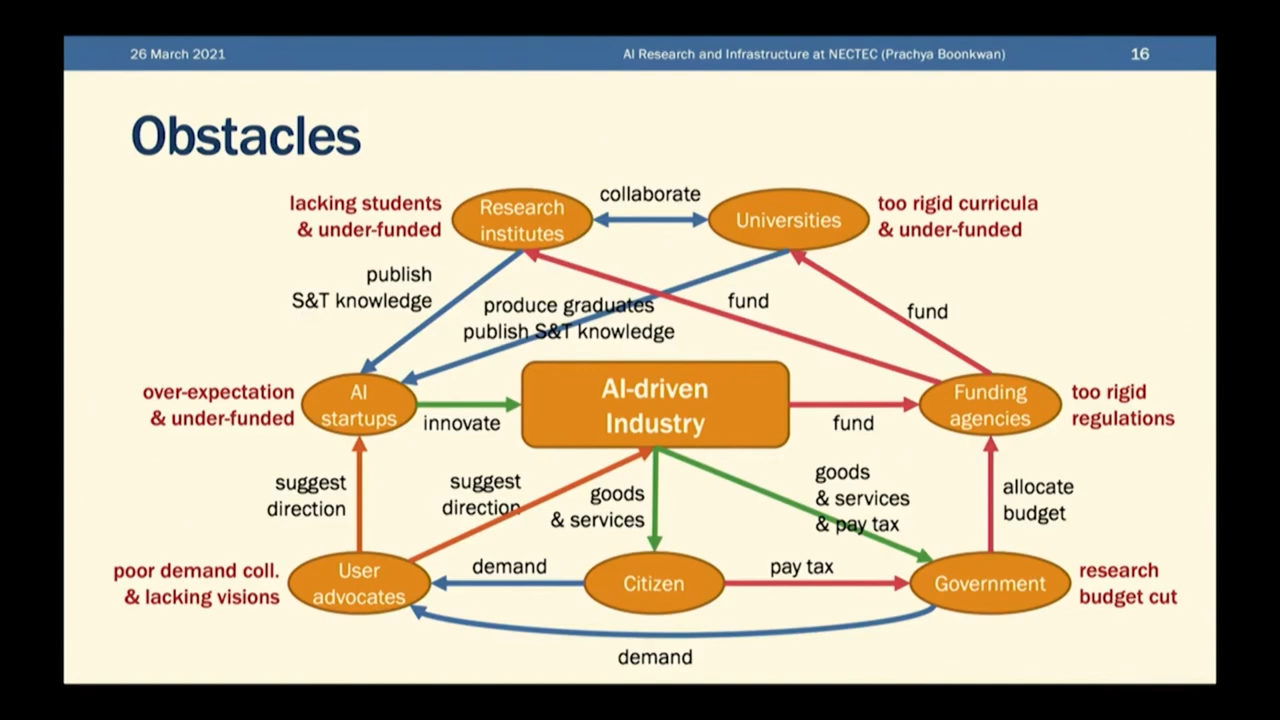 26 March 2021
AI Research and Infrastructure at NECTEC (Prachya Boonkwan)
16
Obstacles
lacking students
& under-funded
Research
institutes
collaborate
Universities
too rigid curricula
& under-funded
publish
S&T knowledge
produce graduates
publish S&T knowledge
fund
fund
over-expectation
& under-funded
AI
startups
innovate
AI-driven
Industry
fund
Funding
agencies
too rigid
regulations
suggest
direction
suggest
direction
goods
& services
goods
& services
& pay tax
allocate
budget
poor demand coll.
& lacking visions
User
advocates
demand
Citizen
pay tax
Government
research
budget cut
demand